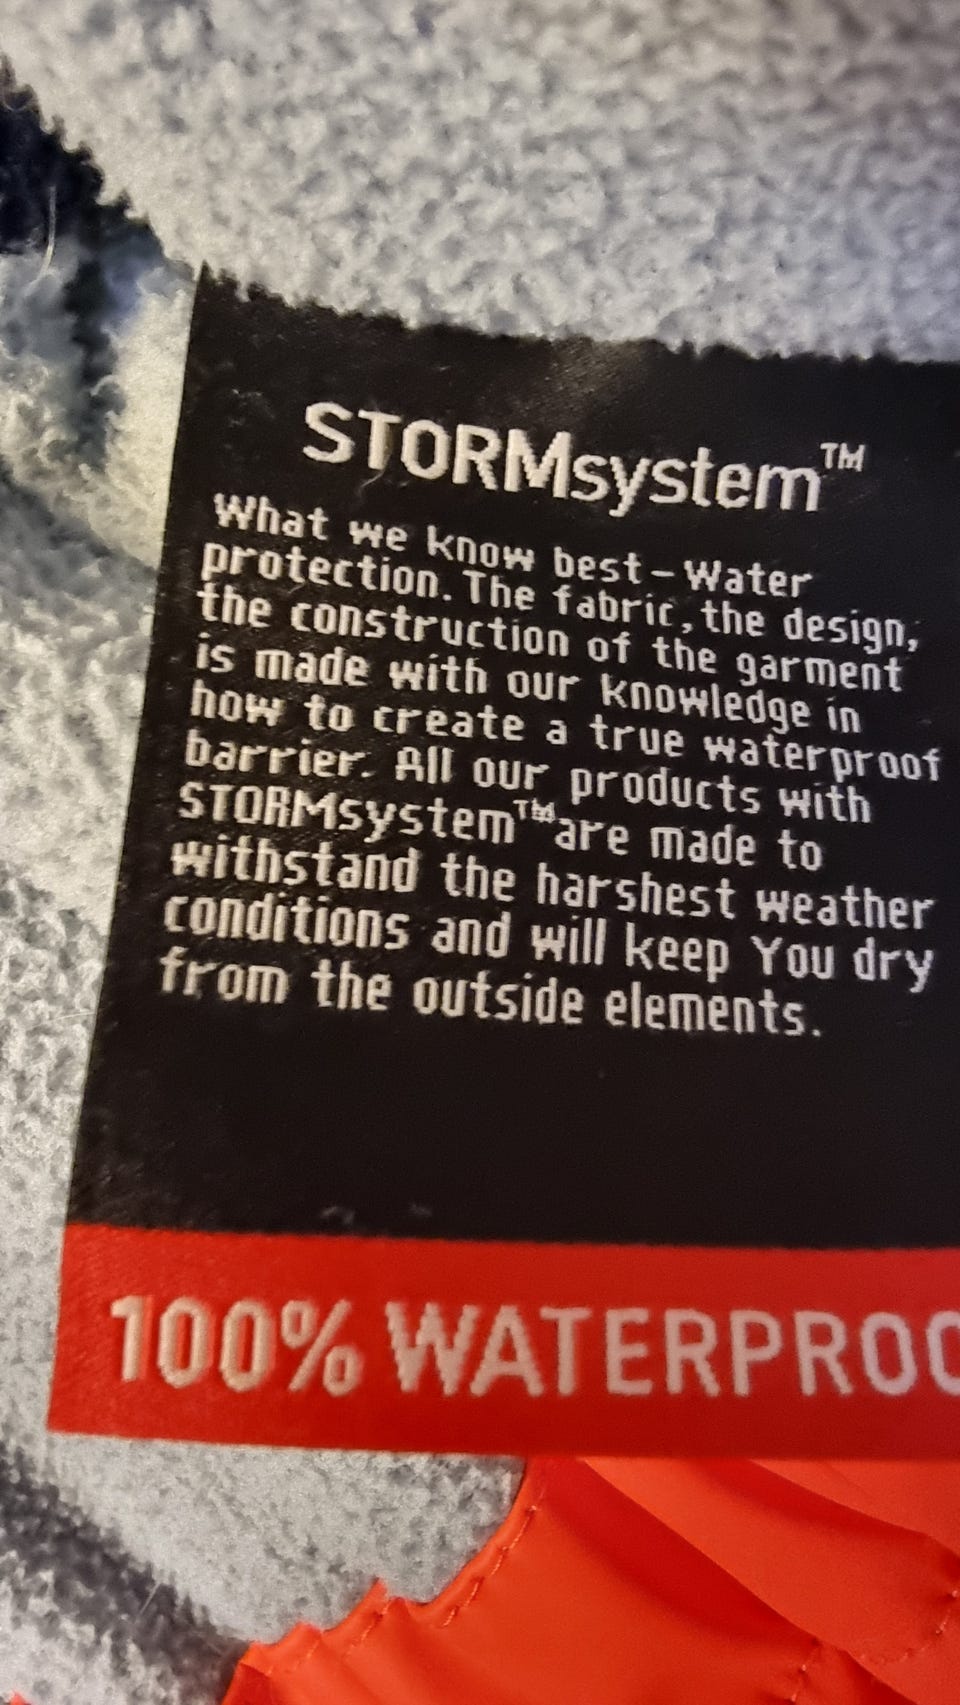 STORMsystem™
What we know best – Water
protection. The fabric, the design,
the construction of the garment
is made with our knowledge in
how to create a true waterproof
barrier. All our products with
STORMsystem™ are made to
withstand the harshest weather
conditions and will keep You dry
from the outside elements.
100% WATERPROO